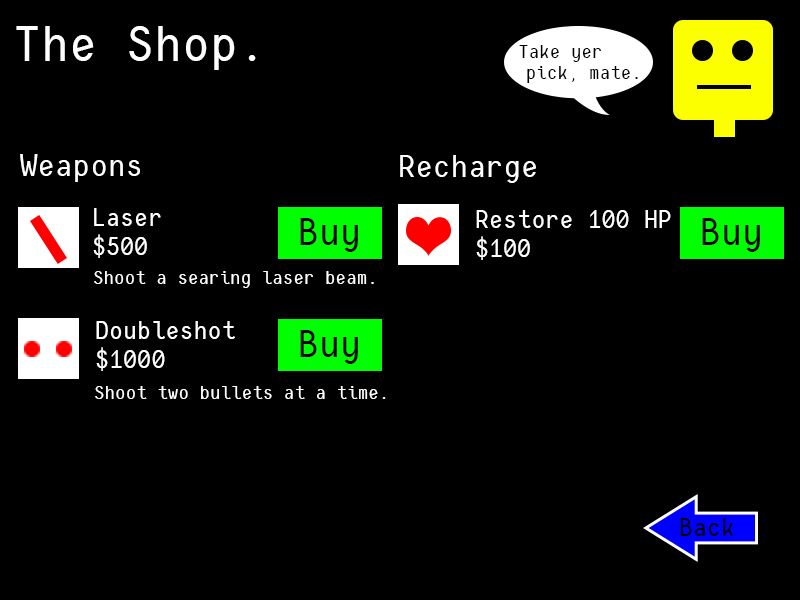 The Shop.
Take yer
pick, mate.
Weapons
Laser
$500
Buy
Shoot a searing laser beam.
Doubleshot
$1000
Buy
Shoot two bullets at a time.
Recharge
Restore 100 HP
$100
Buy
Back